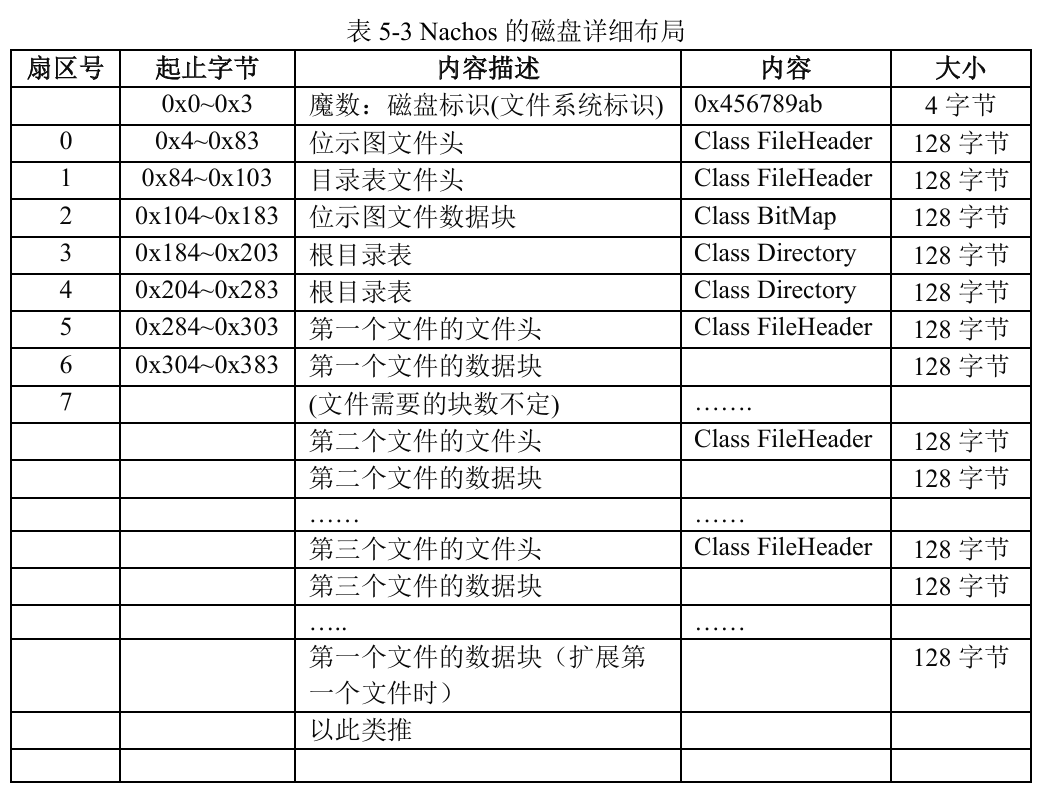 表 5-3 Nachos 的磁盘详细布局
扇区号 起止字节 内容描述 内容 大小
0x0~0x3 魔数：磁盘标识(文件系统标识) 0x456789ab 4 字节
0 0x4~0x83 位示图文件头 Class FileHeader 128 字节
1 0x84~0x103 目录表文件头 Class FileHeader 128 字节
2 0x104~0x183 位示图文件数据块 Class BitMap 128 字节
3 0x184~0x203 根目录表 Class Directory 128 字节
4 0x204~0x283 根目录表 Class Directory 128 字节
5 0x284~0x303 第一个文件的文件头 Class FileHeader 128 字节
6 0x304~0x383 第一个文件的数据块 128 字节
7 (文件需要的块数不定) …….
第二个文件的文件头 Class FileHeader 128 字节
第二个文件的数据块 128 字节
…… ……
第三个文件的文件头 Class FileHeader 128 字节
第三个文件的数据块 128 字节
….. ……
第一个文件的数据块（扩展第 128 字节
一个文件时）
以此类推